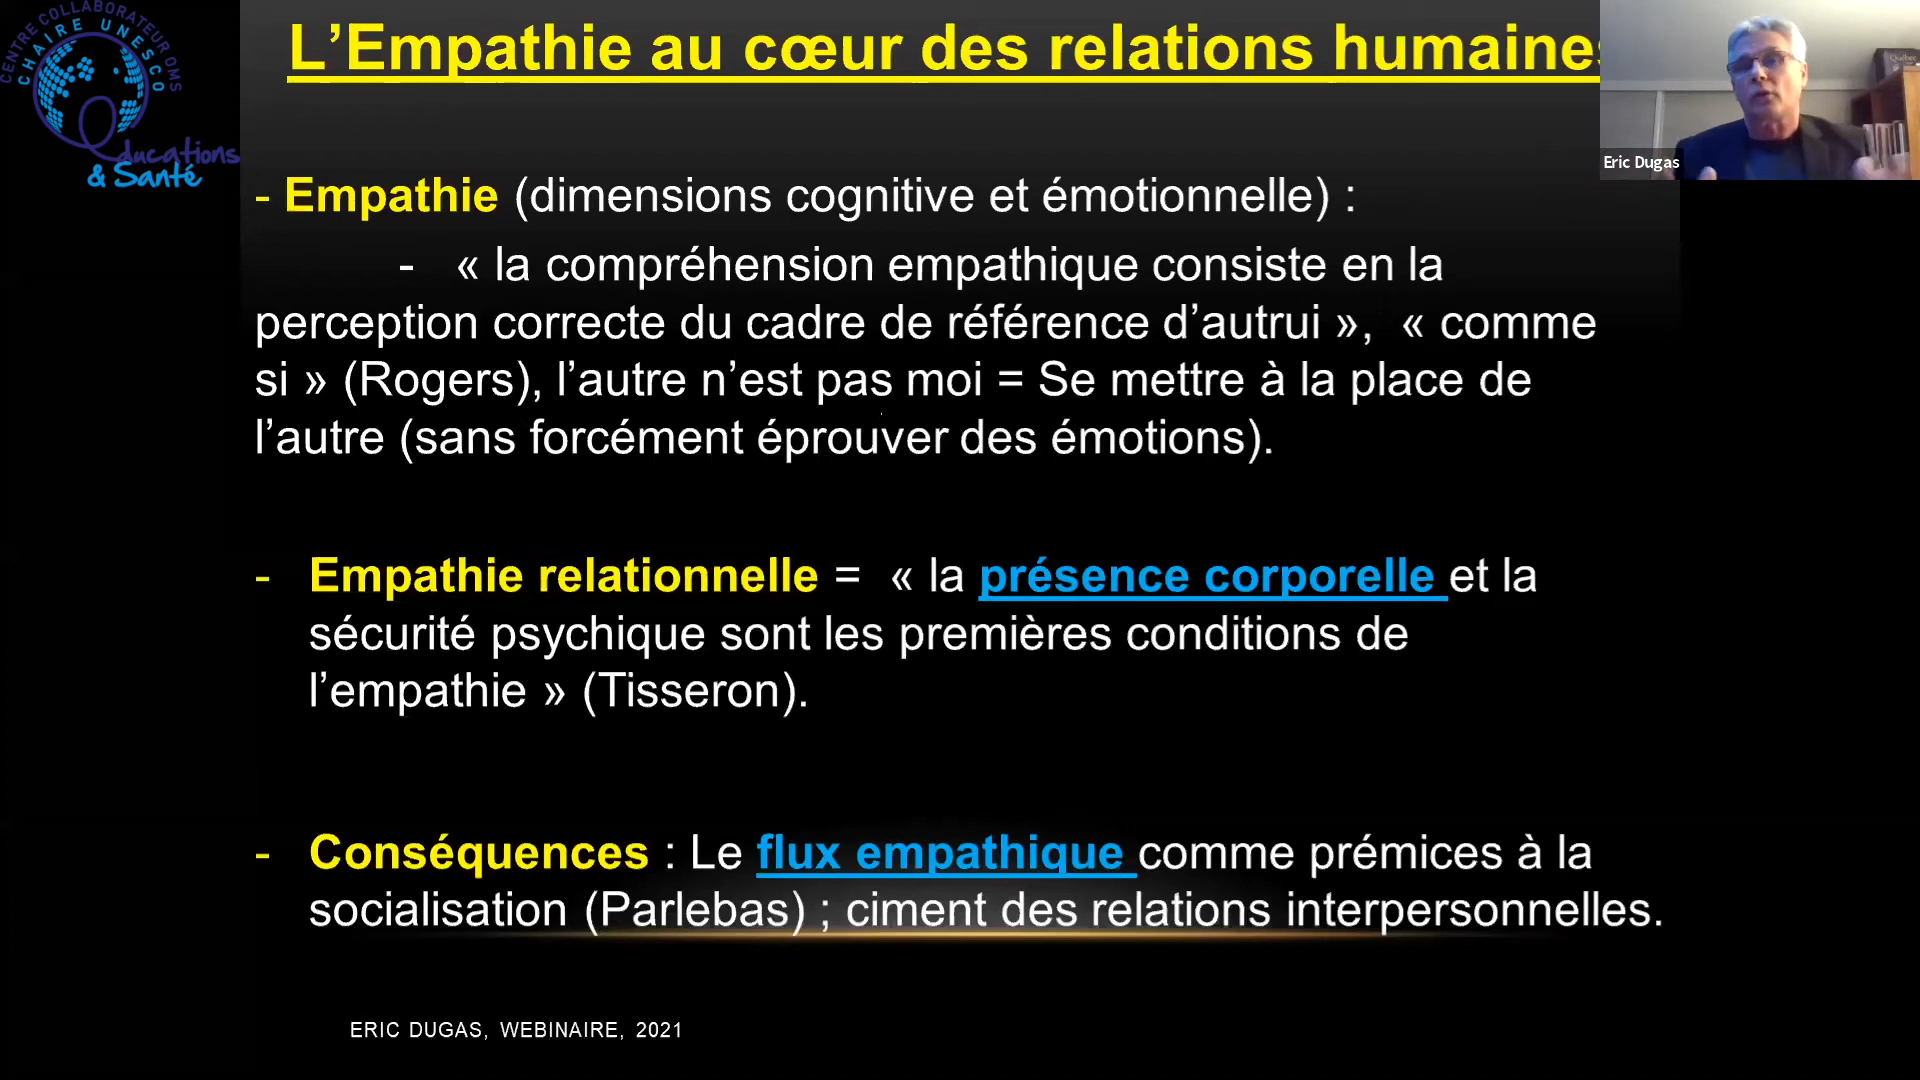 CENTRE COLLABORATEUR OMS
CHAIRE UNESCO
Educations
& Santé
L’Empathie au cœur des relations humaines
Eric Dugas
- Empathie (dimensions cognitive et émotionnelle) :
- « la compréhension empathique consiste en la
perception correcte du cadre de référence d’autrui », « comme
si » (Rogers), l’autre n’est pas moi = Se mettre à la place de
l’autre (sans forcément éprouver des émotions).
- Empathie relationnelle = « la présence corporelle et la
sécurité psychique sont les premières conditions de
l’empathie » (Tisseron).
- Conséquences : Le flux empathique comme prémices à la
socialisation (Parlebas) ; ciment des relations interpersonnelles.
ERIC DUGAS, WEBINAIRE, 2021